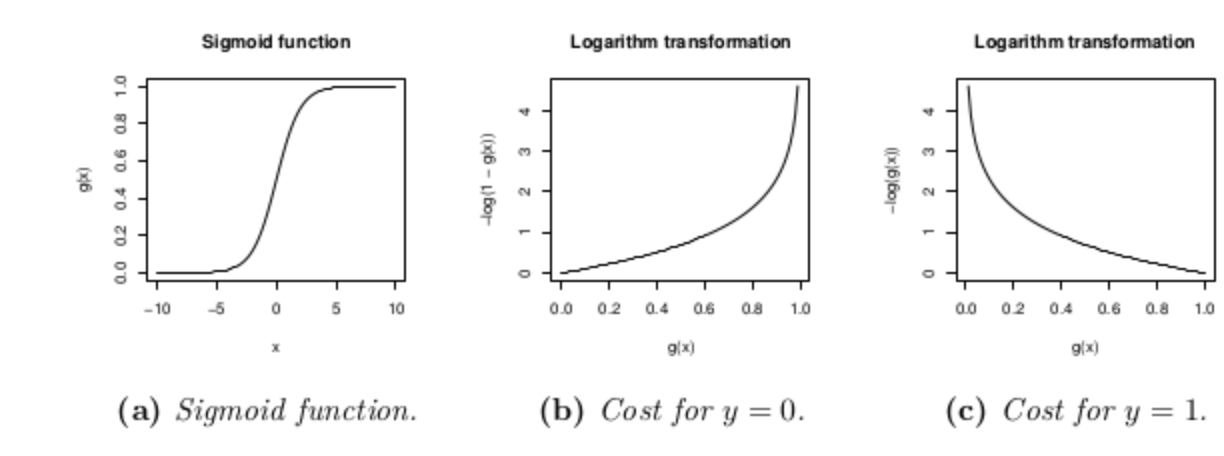 Sigmoid function
g(x)
0.0 0.2 0.4 0.6 0.8 1.0
−10 −5 0 5 10
x
(a) Sigmoid function.
Logarithm transformation
−log(1 − g(x))
0 1 2 3 4
0.0 0.2 0.4 0.6 0.8 1.0
g(x)
(b) Cost for y = 0.
Logarithm transformation
−log(g(x))
0 1 2 3 4
0.0 0.2 0.4 0.6 0.8 1.0
g(x)
(c) Cost for y = 1.